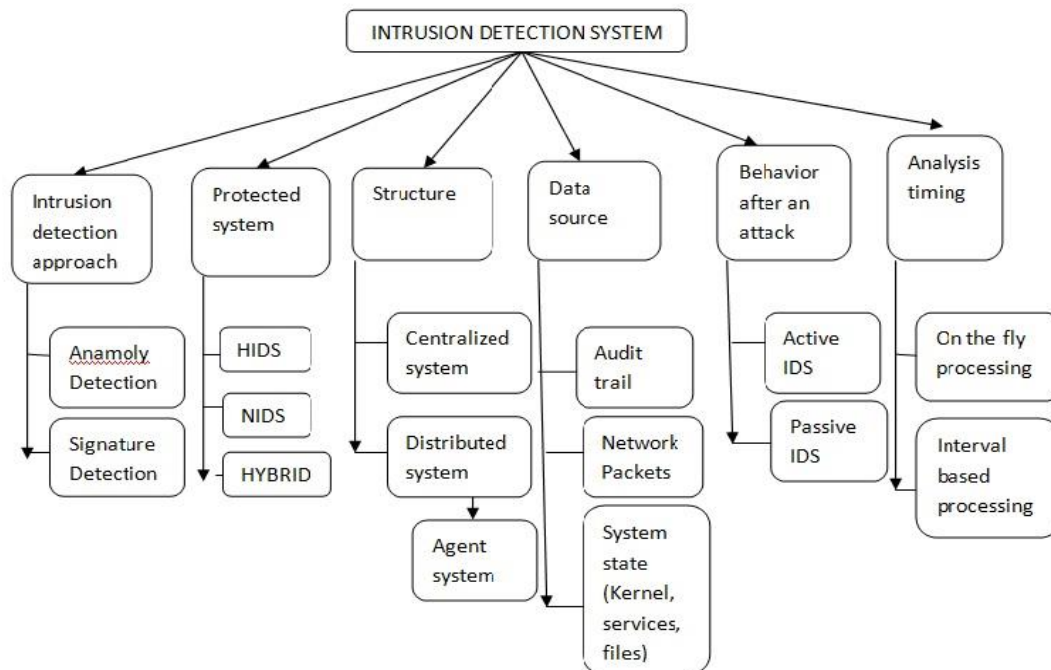 INTRUSION DETECTION SYSTEM
Intrusion
detection
approach
Protected
system
Structure
Data
source
Behavior
after an
attack
Analysis
timing
Anamoly
Detection
Signature
Detection
HIDS
NIDS
HYBRID
Centralized
system
Distributed
system
Agent
system
Audit
trail
Network
Packets
System
state
(Kernel,
services,
files)
Active
IDS
Passive
IDS
On the fly
processing
Interval
based
processing